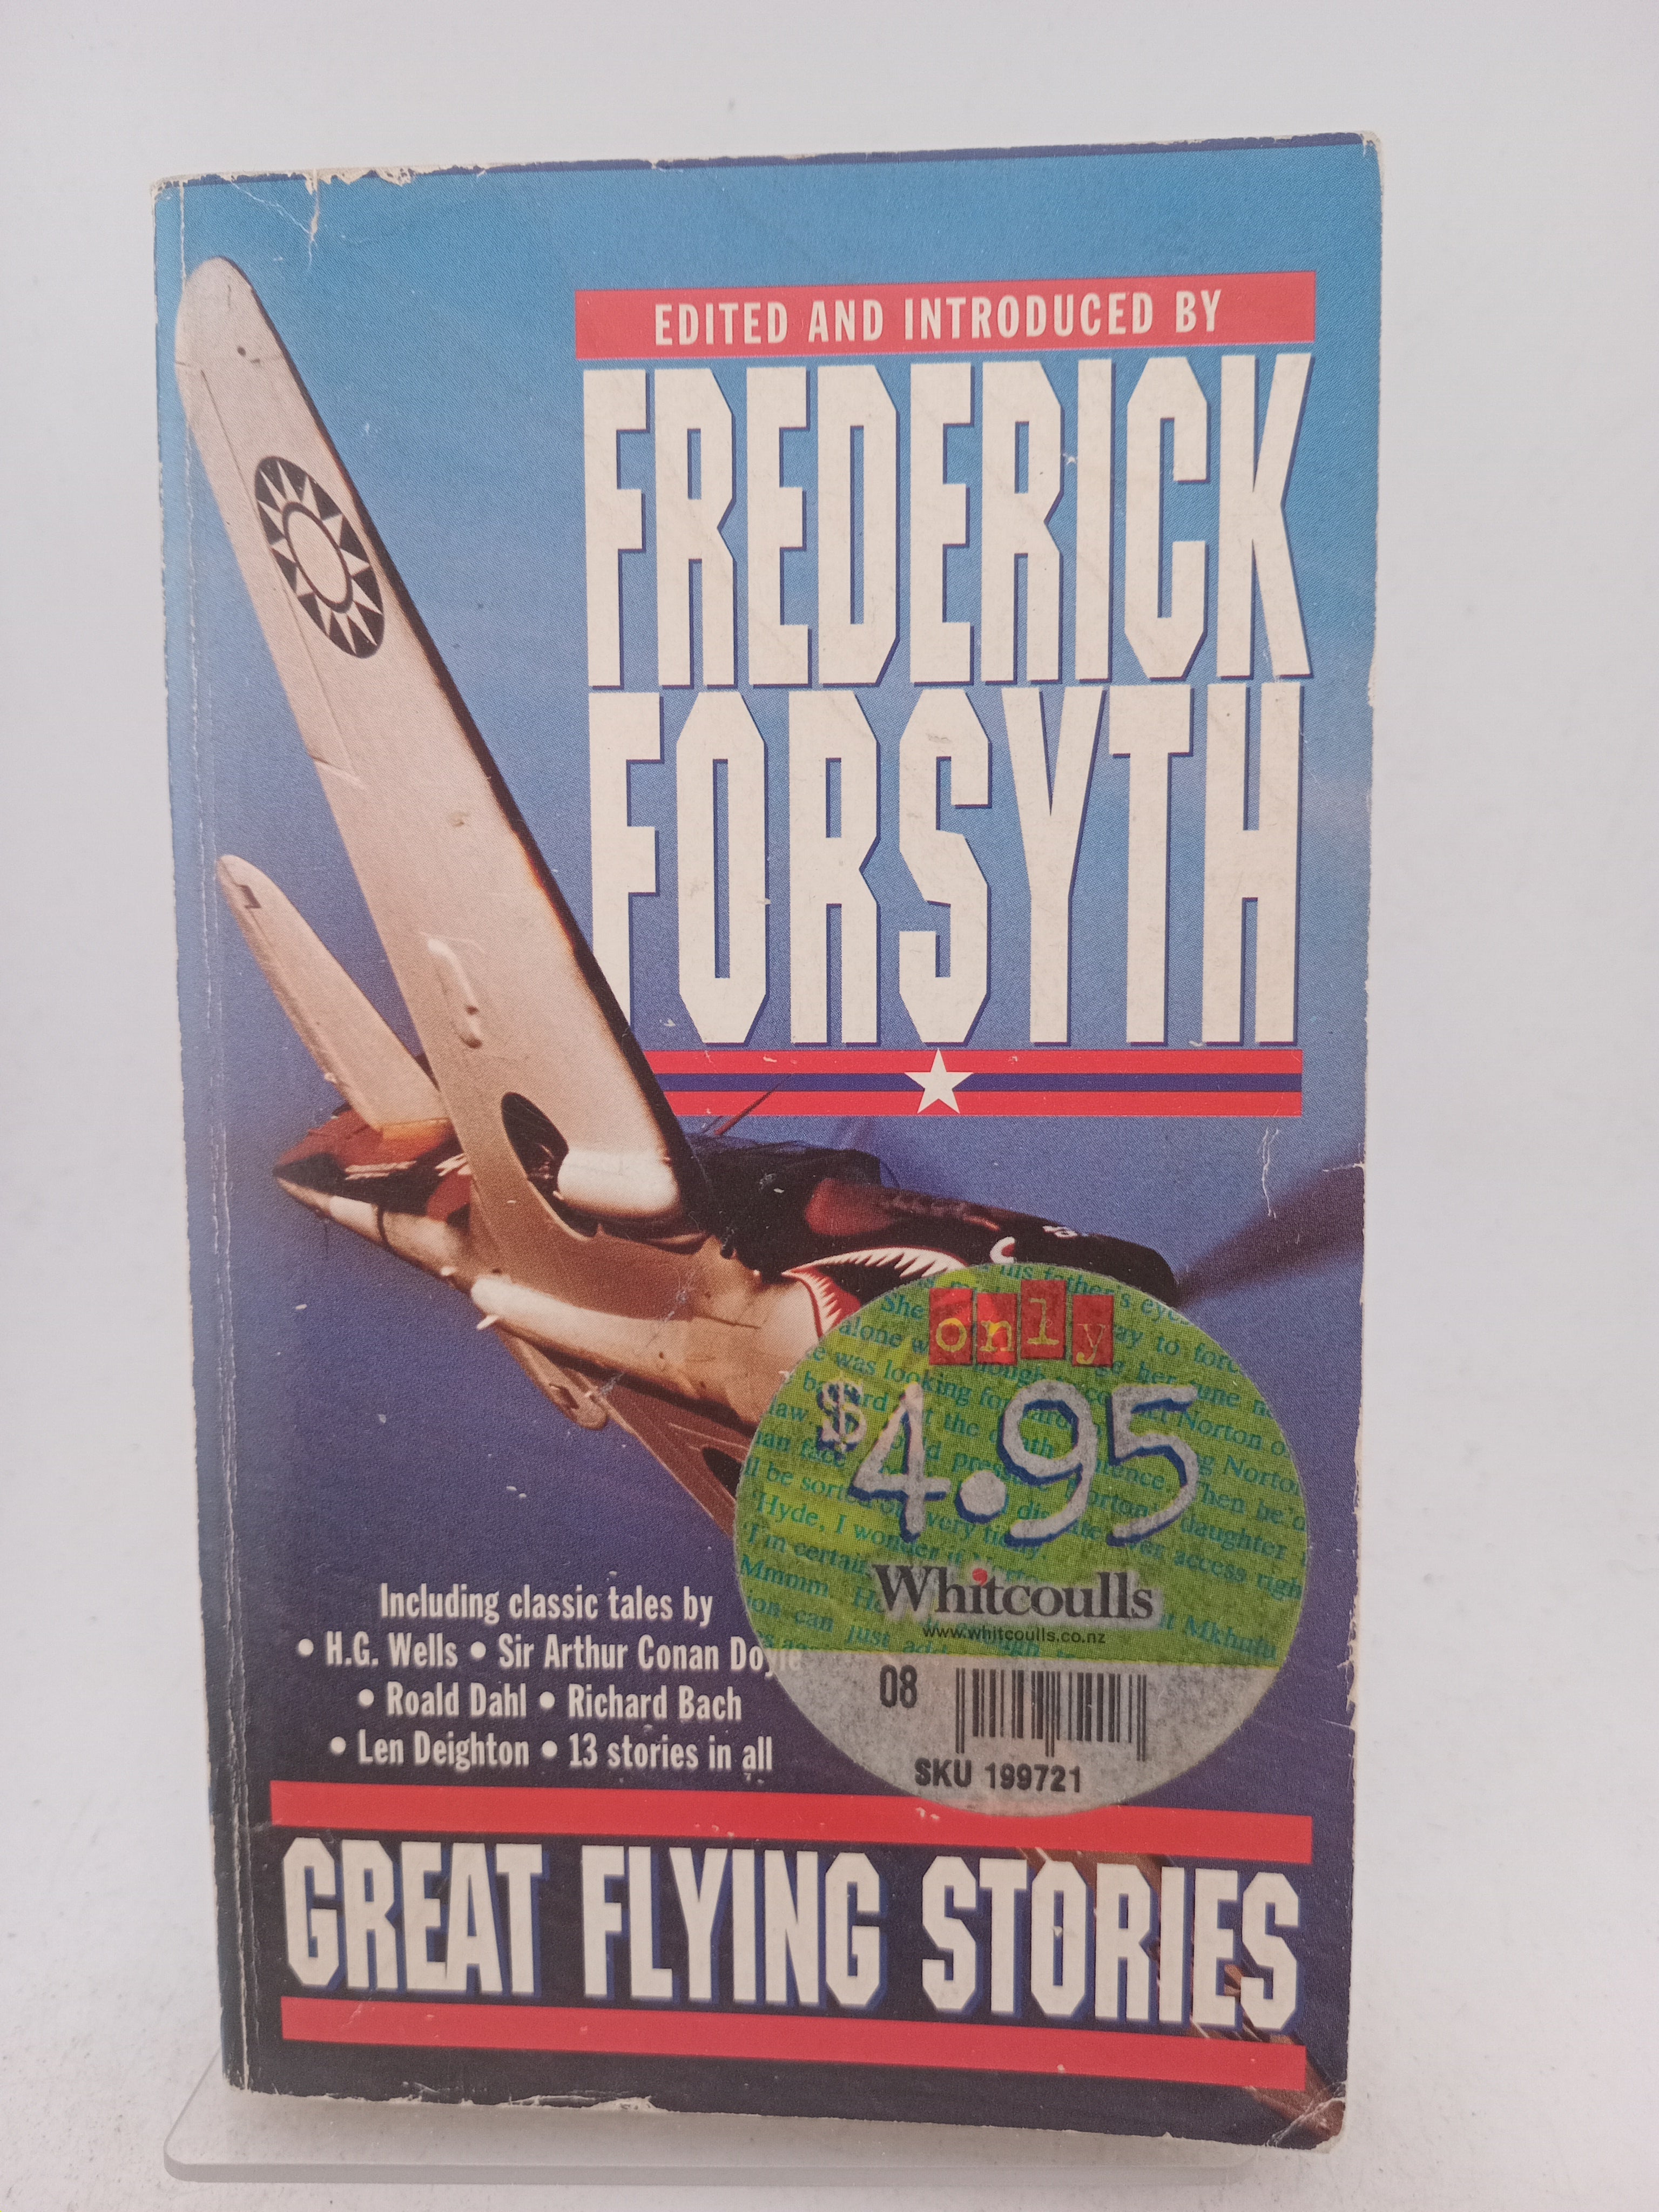 EDITED AND INTRODUCED BY
FREDERICK
FORSYTH
only
$4.95
Whitcoulls
www.whitcoulls.co.nz
08
SKU 199721
Including classic tales by
• H.G. Wells • Sir Arthur Conan Doyle
• Roald Dahl • Richard Bach
• Len Deighton • 13 stories in all
GREAT FLYING STORIES